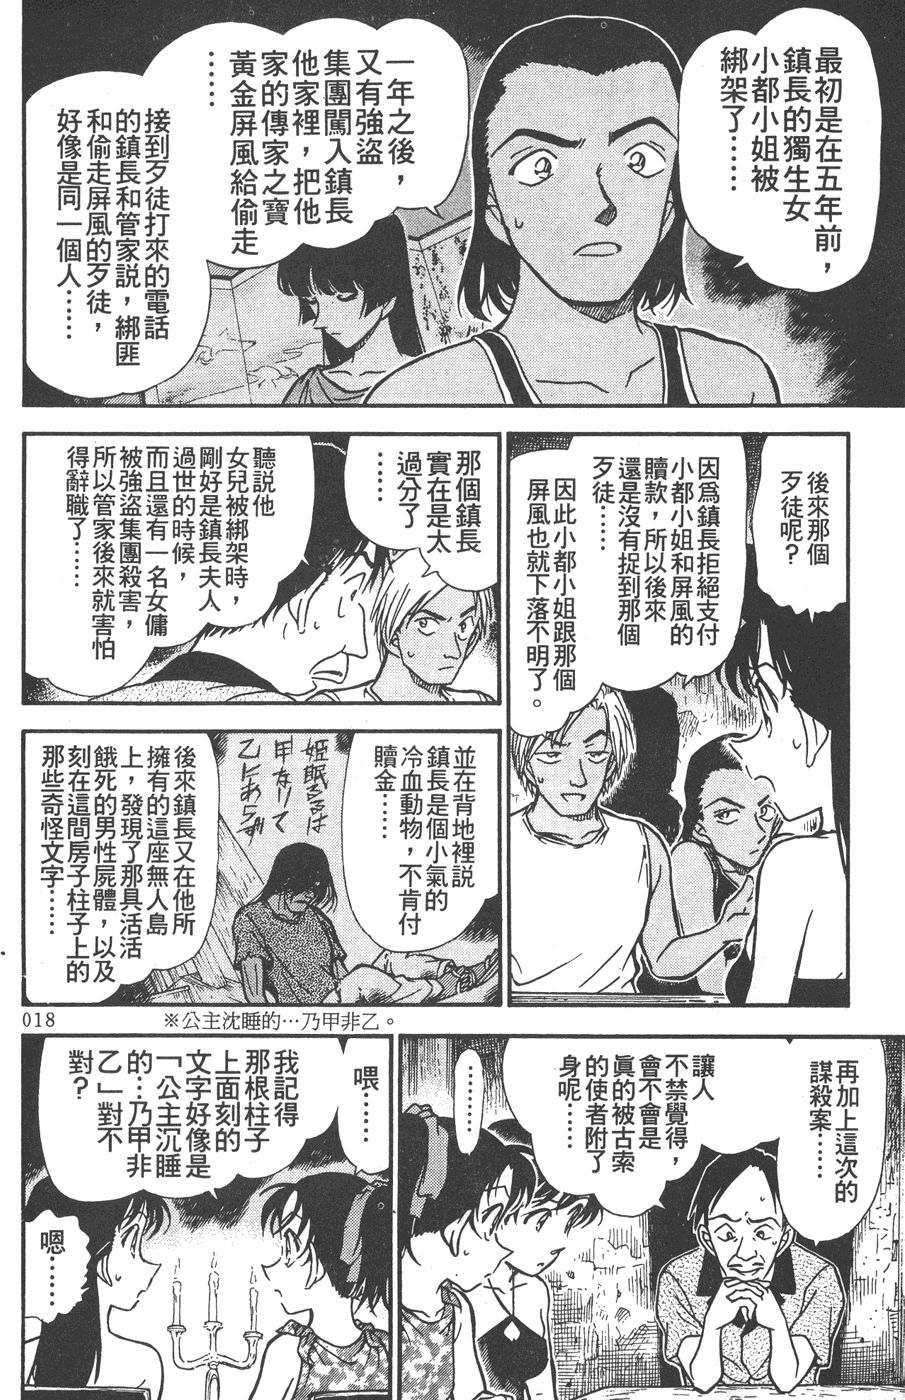 最初是在五年前，
鎮長的獨生女
小都小姐被
綁架了……
一年之後，
又有強盜
集團闖入鎮長
他家裡，把他
家的傳家之寶
黃金屏風給偷走
……
接到歹徒打來的電話
的鎮長和管家說，綁匪
和偷走屏風的歹徒，
好像是同一個人……
後來那個
歹徒呢？
因為鎮長拒絕支付
小都小姐和屏風的
贖款，所以後來
還是沒有捉到那個
歹徒……
因此小都小姐跟那個
屏風也就下落不明了。
那個鎮長
實在是太
過分了
……
聽說他
女兒被綁架時，
剛好是鎮長夫人
過世的時候，
而且還有一名女傭
被強盜集團殺害，
所以管家後來就害怕
得辭職了……
並在背地裡說
鎮長是個小氣的
冷血動物，不肯付
贖金……
姫眠るは
甲なりて
乙にあらず
後來鎮長又在他所
擁有的這座無人島
上，發現了那具活活
餓死的男性屍體，以及
刻在這間房子柱子上的
那些奇怪文字……
018
※公主沈睡的…乃甲非乙。
再加上這次的
謀殺案……
讓人
不禁覺得，
會不會是
真的被古索
的使者附了
身呢……
……
喂……
我記得
那根柱子
上面刻的
文字好像是
「公主沉睡
的…乃甲非
乙」對不
對？
嗯……